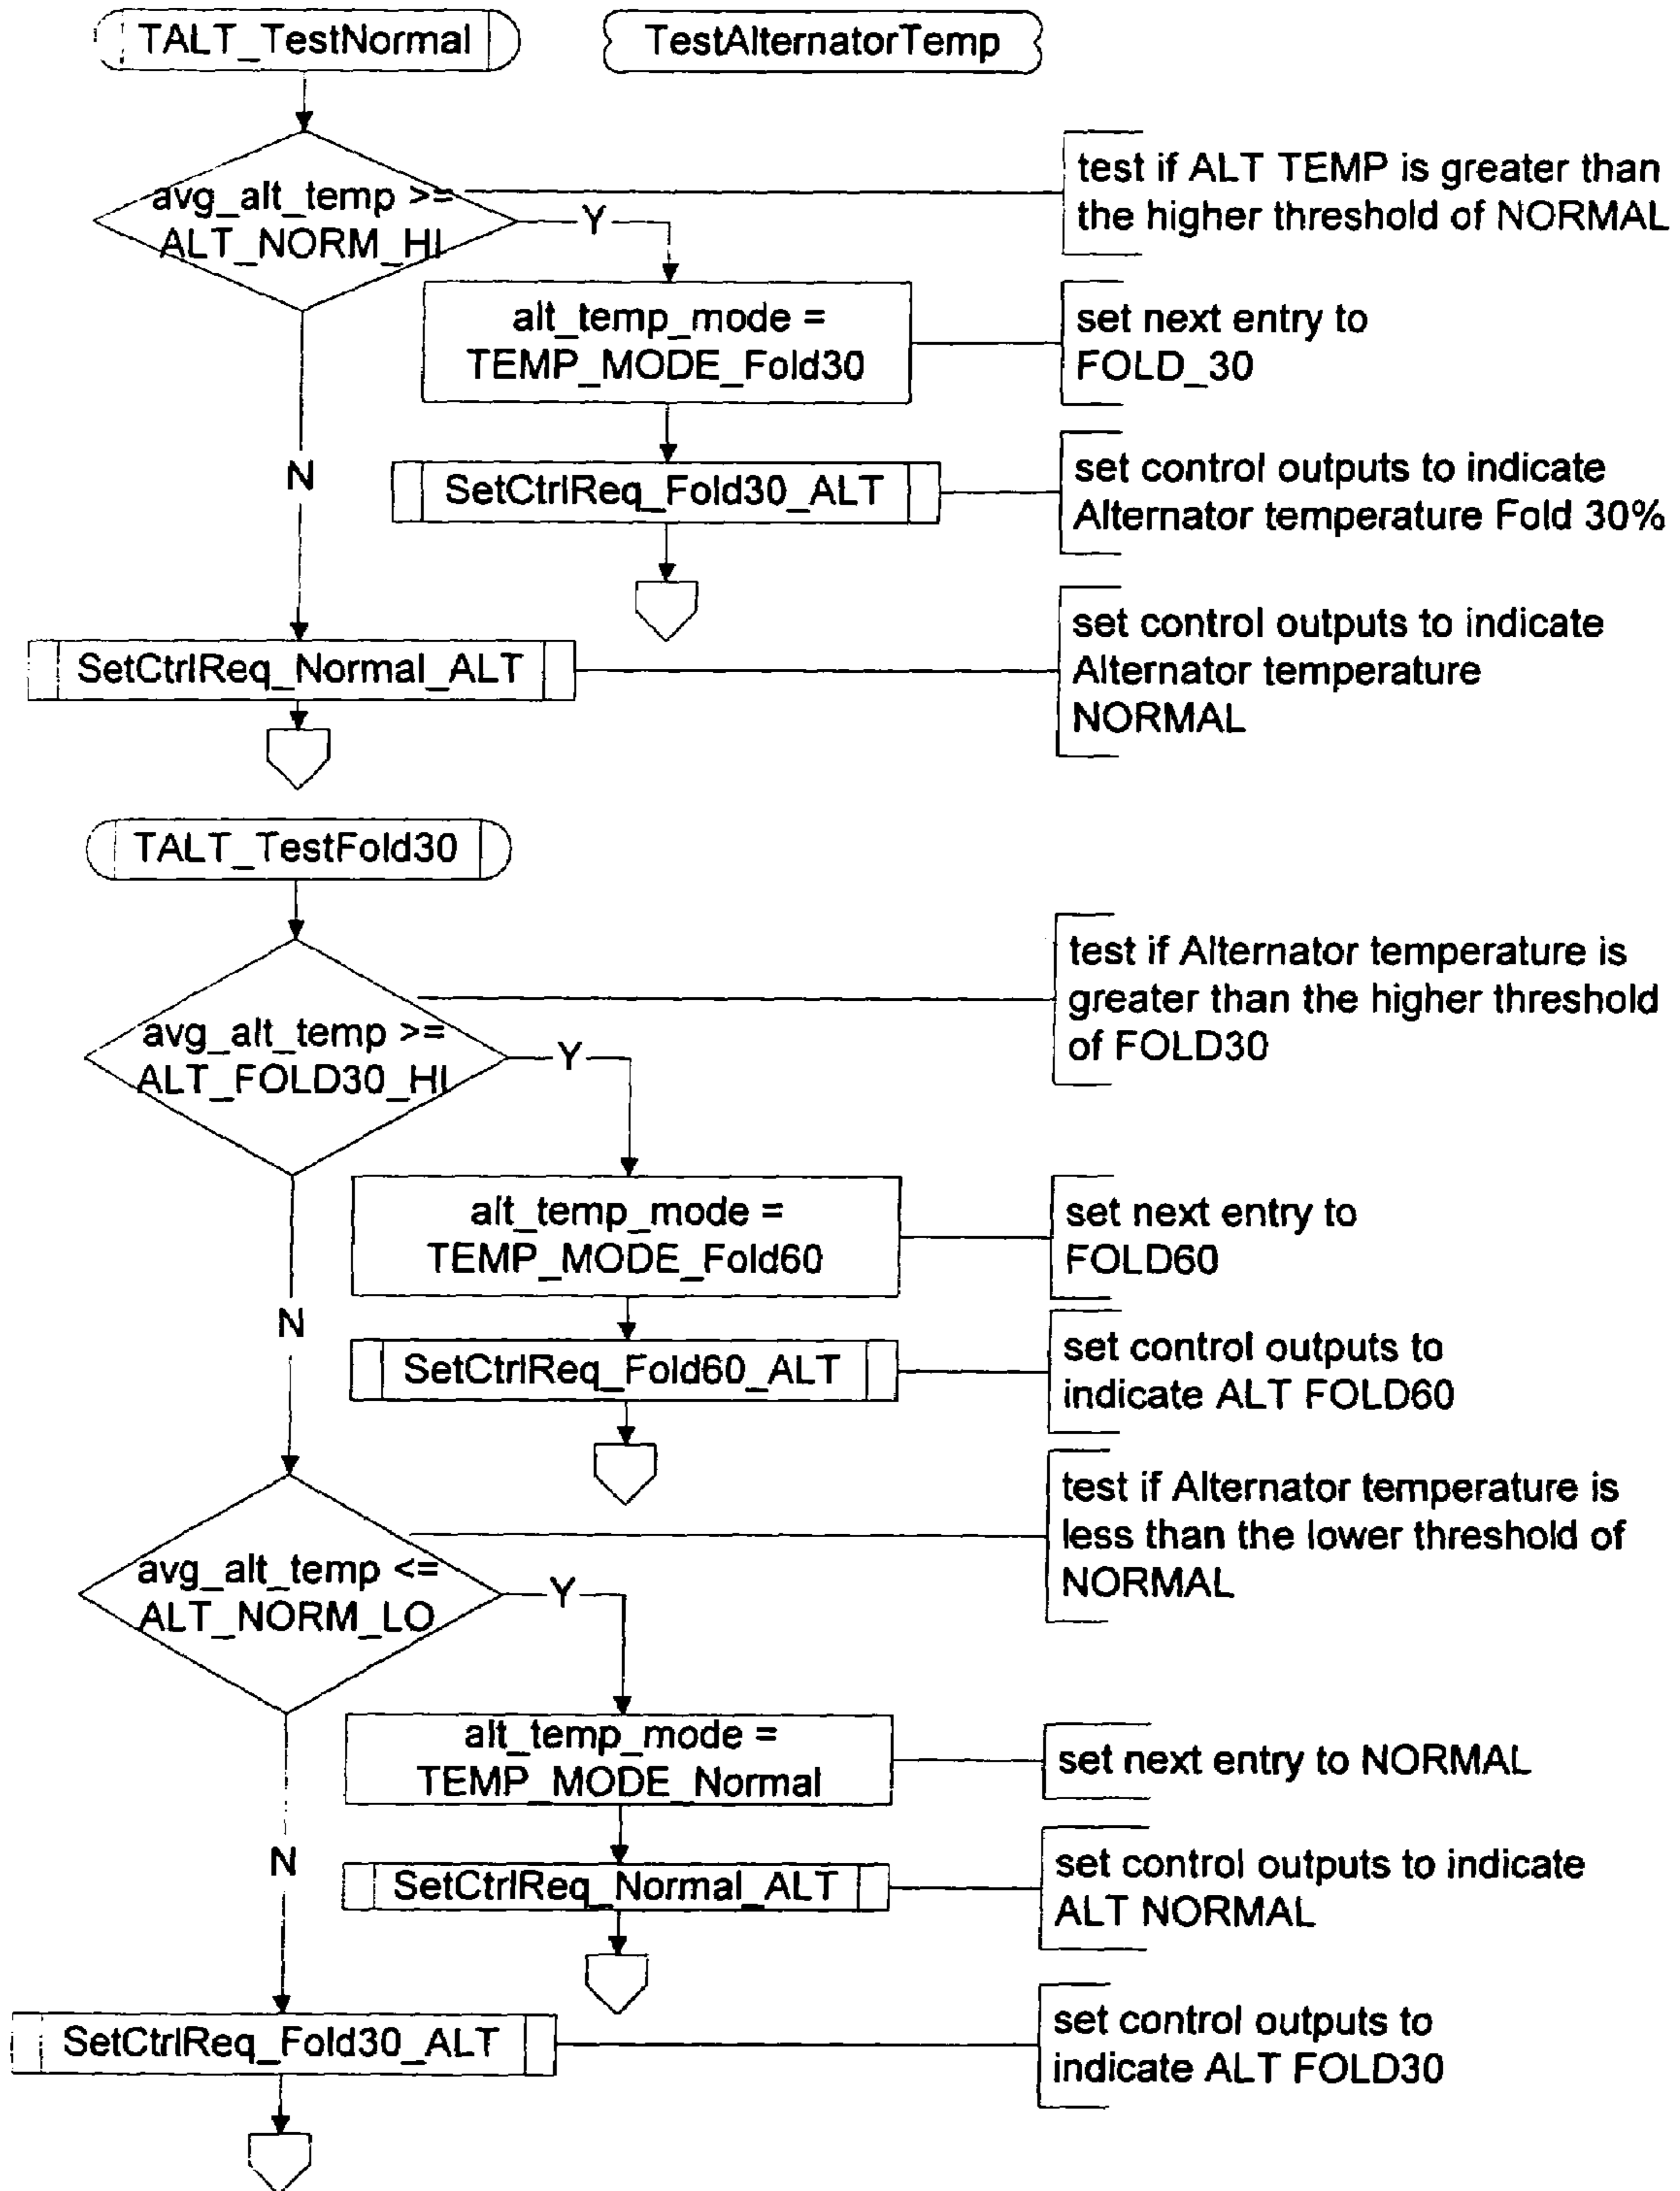 TALT_TestNormal
TestAlternatorTemp
avg_alt_temp >=
ALT_NORM_HI
Y
test if ALT TEMP is greater than
the higher threshold of NORMAL
alt_temp_mode =
TEMP_MODE_Fold30
set next entry to
FOLD_30
N
SetCtrlReq_Fold30_ALT
set control outputs to indicate
Alternator temperature Fold 30%
SetCtrlReq_Normal_ALT
set control outputs to indicate
Alternator temperature
NORMAL
TALT_TestFold30
avg_alt_temp >=
ALT_FOLD30_HI
Y
test if Alternator temperature is
greater than the higher threshold
of FOLD30
alt_temp_mode =
TEMP_MODE_Fold60
set next entry to
FOLD60
N
SetCtrlReq_Fold60_ALT
set control outputs to
indicate ALT FOLD60
avg_alt_temp <=
ALT_NORM_LO
Y
test if Alternator temperature is
less than the lower threshold of
NORMAL
alt_temp_mode =
TEMP_MODE_Normal
set next entry to NORMAL
N
SetCtrlReq_Normal_ALT
set control outputs to indicate
ALT NORMAL
SetCtrlReq_Fold30_ALT
set control outputs to
indicate ALT FOLD30